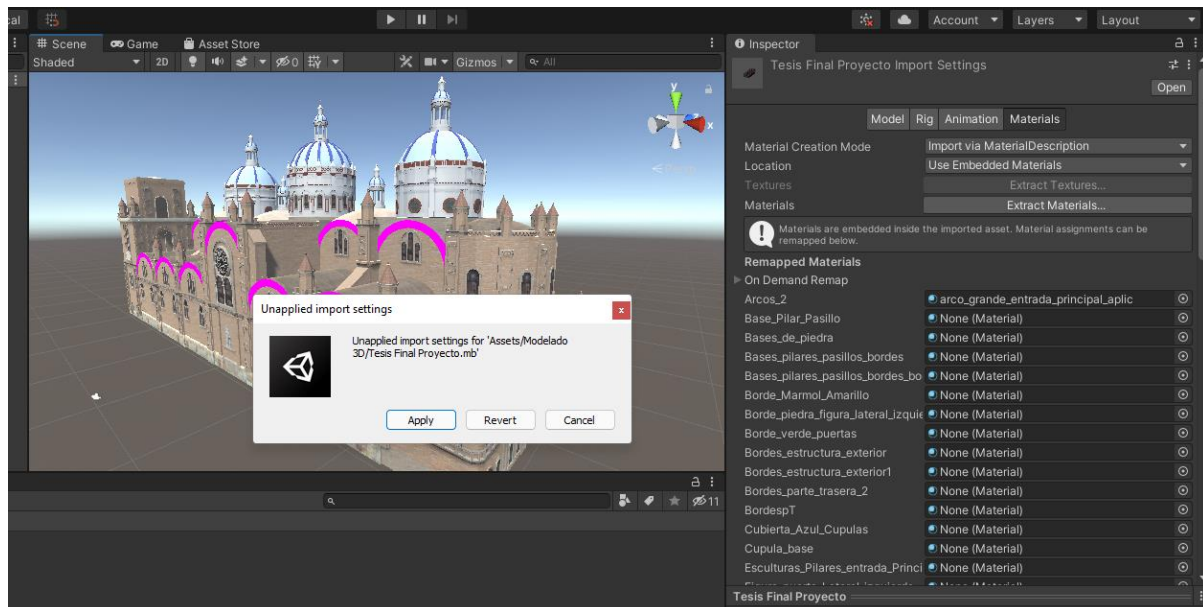 cal
Account
Layers
Layout
Scene
Game
Asset Store
Shaded
2D
0
Gizmos
All
y
x
Persp
Unapplied import settings
Unapplied import settings for 'Assets/Modelado
3D/Tesis Final Proyecto.mb'
Apply
Revert
Cancel
11
Inspector
Tesis Final Proyecto Import Settings
Open
Model
Rig
Animation
Materials
Material Creation Mode
Import via MaterialDescription
Location
Use Embedded Materials
Textures
Extract Textures...
Materials
Extract Materials...
Materials are embedded inside the imported asset. Material assignments can be
remapped below.
Remapped Materials
On Demand Remap
Arcos_2
arco_grande_entrada_principal_aplic
Base_Pilar_Pasillo
None (Material)
Bases_de_piedra
None (Material)
Bases_pilares_pasillos_bordes
None (Material)
Bases_pilares_pasillos_bordes_bo
None (Material)
Borde_Marmol_Amarillo
None (Material)
Borde_piedra_figura_lateral_izquie
None (Material)
Borde_verde_puertas
None (Material)
Bordes_estructura_exterior
None (Material)
Bordes_estructura_exterior1
None (Material)
Bordes_parte_trasera_2
None (Material)
BordespT
None (Material)
Cubierta_Azul_Cupulas
None (Material)
Cupula_base
None (Material)
Esculturas_Pilares_entrada_Princi
None (Material)
Tesis Final Proyecto